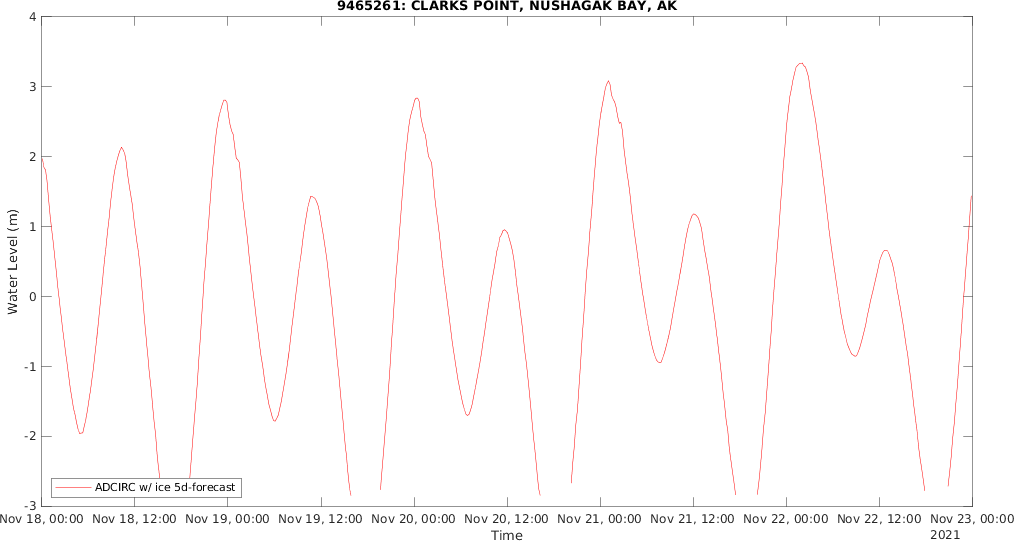 9465261: CLARKS POINT, NUSHAGAK BAY, AK
4
3
2
1
0
-1
-2
-3
Water Level (m)
ADCIRC w/ ice 5d-forecast
Nov 18, 00:00 Nov 18, 12:00 Nov 19, 00:00 Nov 19, 12:00 Nov 20, 00:00 Nov 20, 12:00 Nov 21, 00:00 Nov 21, 12:00 Nov 22, 00:00 Nov 22, 12:00 Nov 23, 00:00
Time
2021